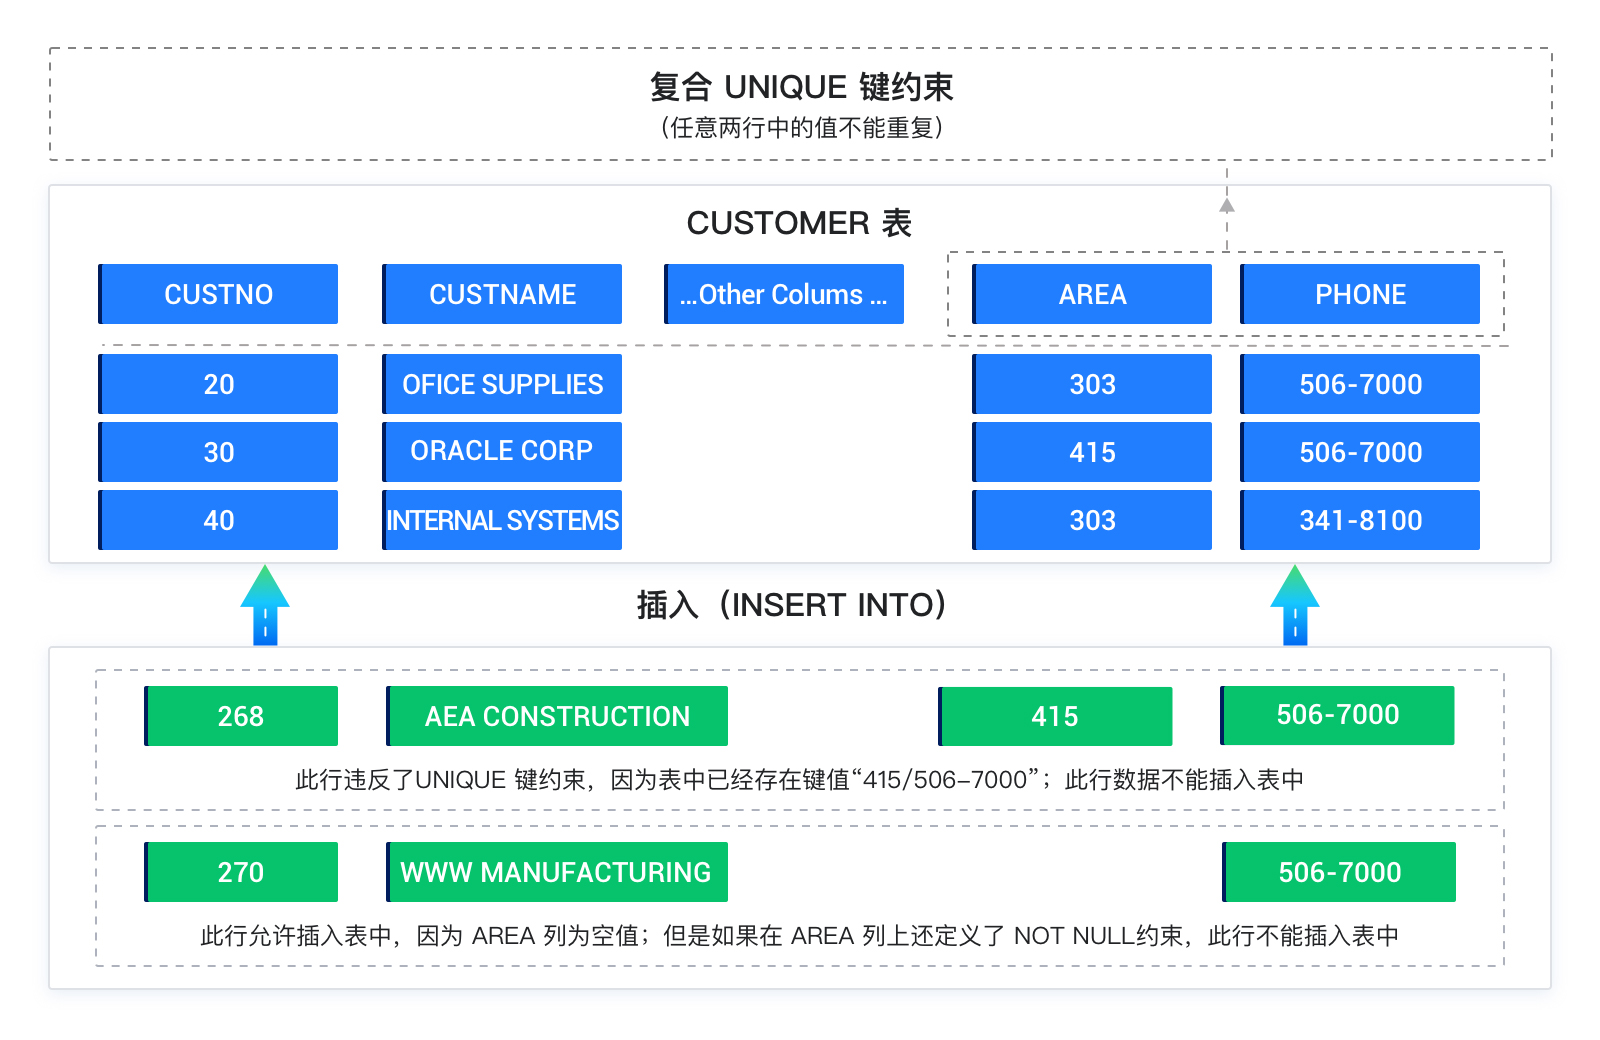 复合 UNIQUE 键约束
（任意两行中的值不能重复）
CUSTOMER 表
CUSTNO CUSTNAME ...Other Colums ... AREA PHONE
20 OFICE SUPPLIES 303 506-7000
30 ORACLE CORP 415 506-7000
40 INTERNAL SYSTEMS 303 341-8100
插入（INSERT INTO）
268 AEA CONSTRUCTION 415 506-7000
此行违反了UNIQUE 键约束，因为表中已经存在键值“415/506–7000”；此行数据不能插入表中
270 WWW MANUFACTURING 506-7000
此行允许插入表中，因为 AREA 列为空值；但是如果在 AREA 列上还定义了 NOT NULL约束，此行不能插入表中